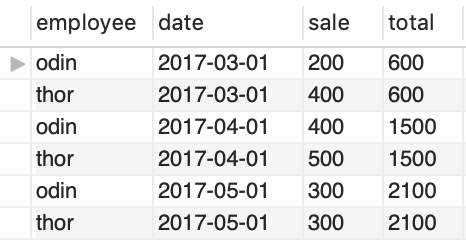 employee date sale total
odin 2017-03-01 200 600
thor 2017-03-01 400 600
odin 2017-04-01 400 1500
thor 2017-04-01 500 1500
odin 2017-05-01 300 2100
thor 2017-05-01 300 2100